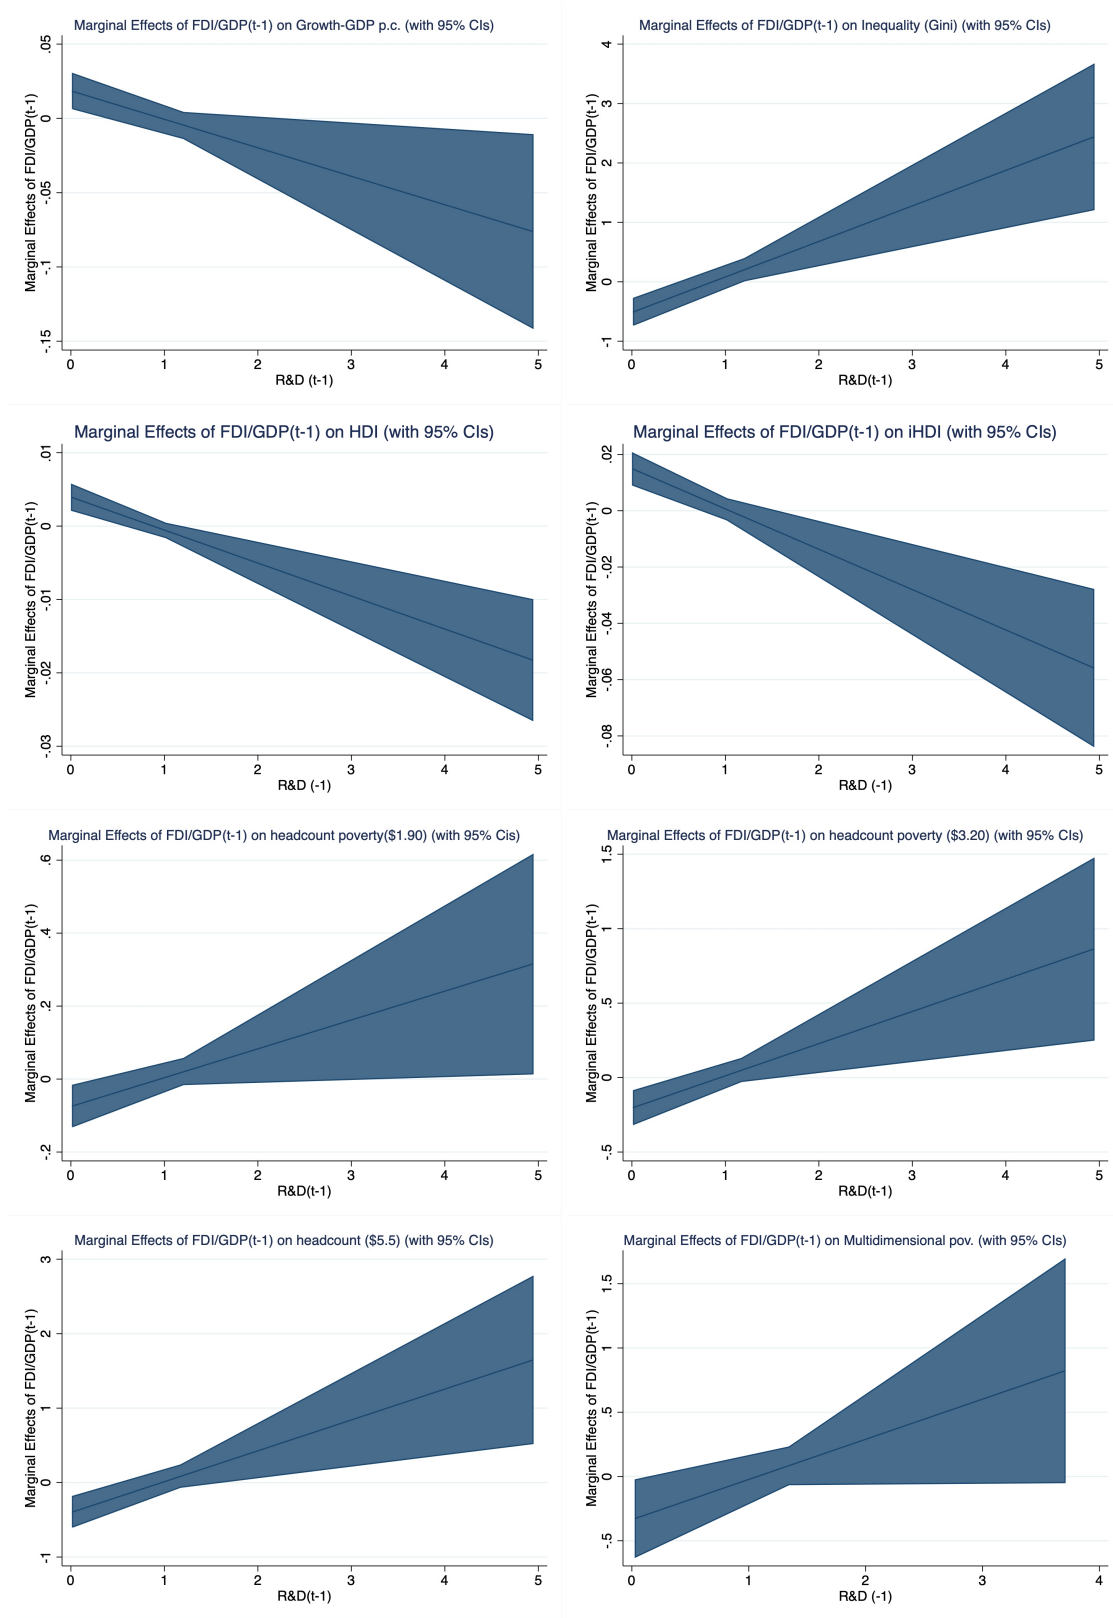 Marginal Effects of FDI/GDP(t-1) on Growth-GDP p.c. (with 95% CIs)
Marginal Effects of FDI/GDP(t-1)
.05
0
-.05
-.1
-.15
0 1 2 3 4 5
R&D (t-1)
Marginal Effects of FDI/GDP(t-1) on Inequality (Gini) (with 95% CIs)
Marginal Effects of FDI/GDP(t-1)
4
3
2
1
0
-1
0 1 2 3 4 5
R&D(t-1)
Marginal Effects of FDI/GDP(t-1) on HDI (with 95% CIs)
Marginal Effects of FDI/GDP(t-1)
.01
0
-.01
-.02
-.03
0 1 2 3 4 5
R&D (-1)
Marginal Effects of FDI/GDP(t-1) on iHDI (with 95% CIs)
Marginal Effects of FDI/GDP(t-1)
.02
0
-.02
-.04
-.06
-.08
0 1 2 3 4 5
R&D (-1)
Marginal Effects of FDI/GDP(t-1) on headcount poverty($1.90) (with 95% Cis)
Marginal Effects of FDI/GDP(t-1)
.6
.4
.2
0
-.2
0 1 2 3 4 5
R&D(t-1)
Marginal Effects of FDI/GDP(t-1) on headcount poverty ($3.20) (with 95% CIs)
Marginal Effects of FDI/GDP(t-1)
1.5
1
.5
0
-.5
0 1 2 3 4 5
R&D(t-1)
Marginal Effects of FDI/GDP(t-1) on headcount ($5.5) (with 95% CIs)
Marginal Effects of FDI/GDP(t-1)
3
2
1
0
-1
0 1 2 3 4 5
R&D(t-1)
Marginal Effects of FDI/GDP(t-1) on Multidimensional pov. (with 95% CIs)
Marginal Effects of FDI/GDP(t-1)
1.5
1
.5
0
-.5
0 1 2 3 4
R&D (-1)